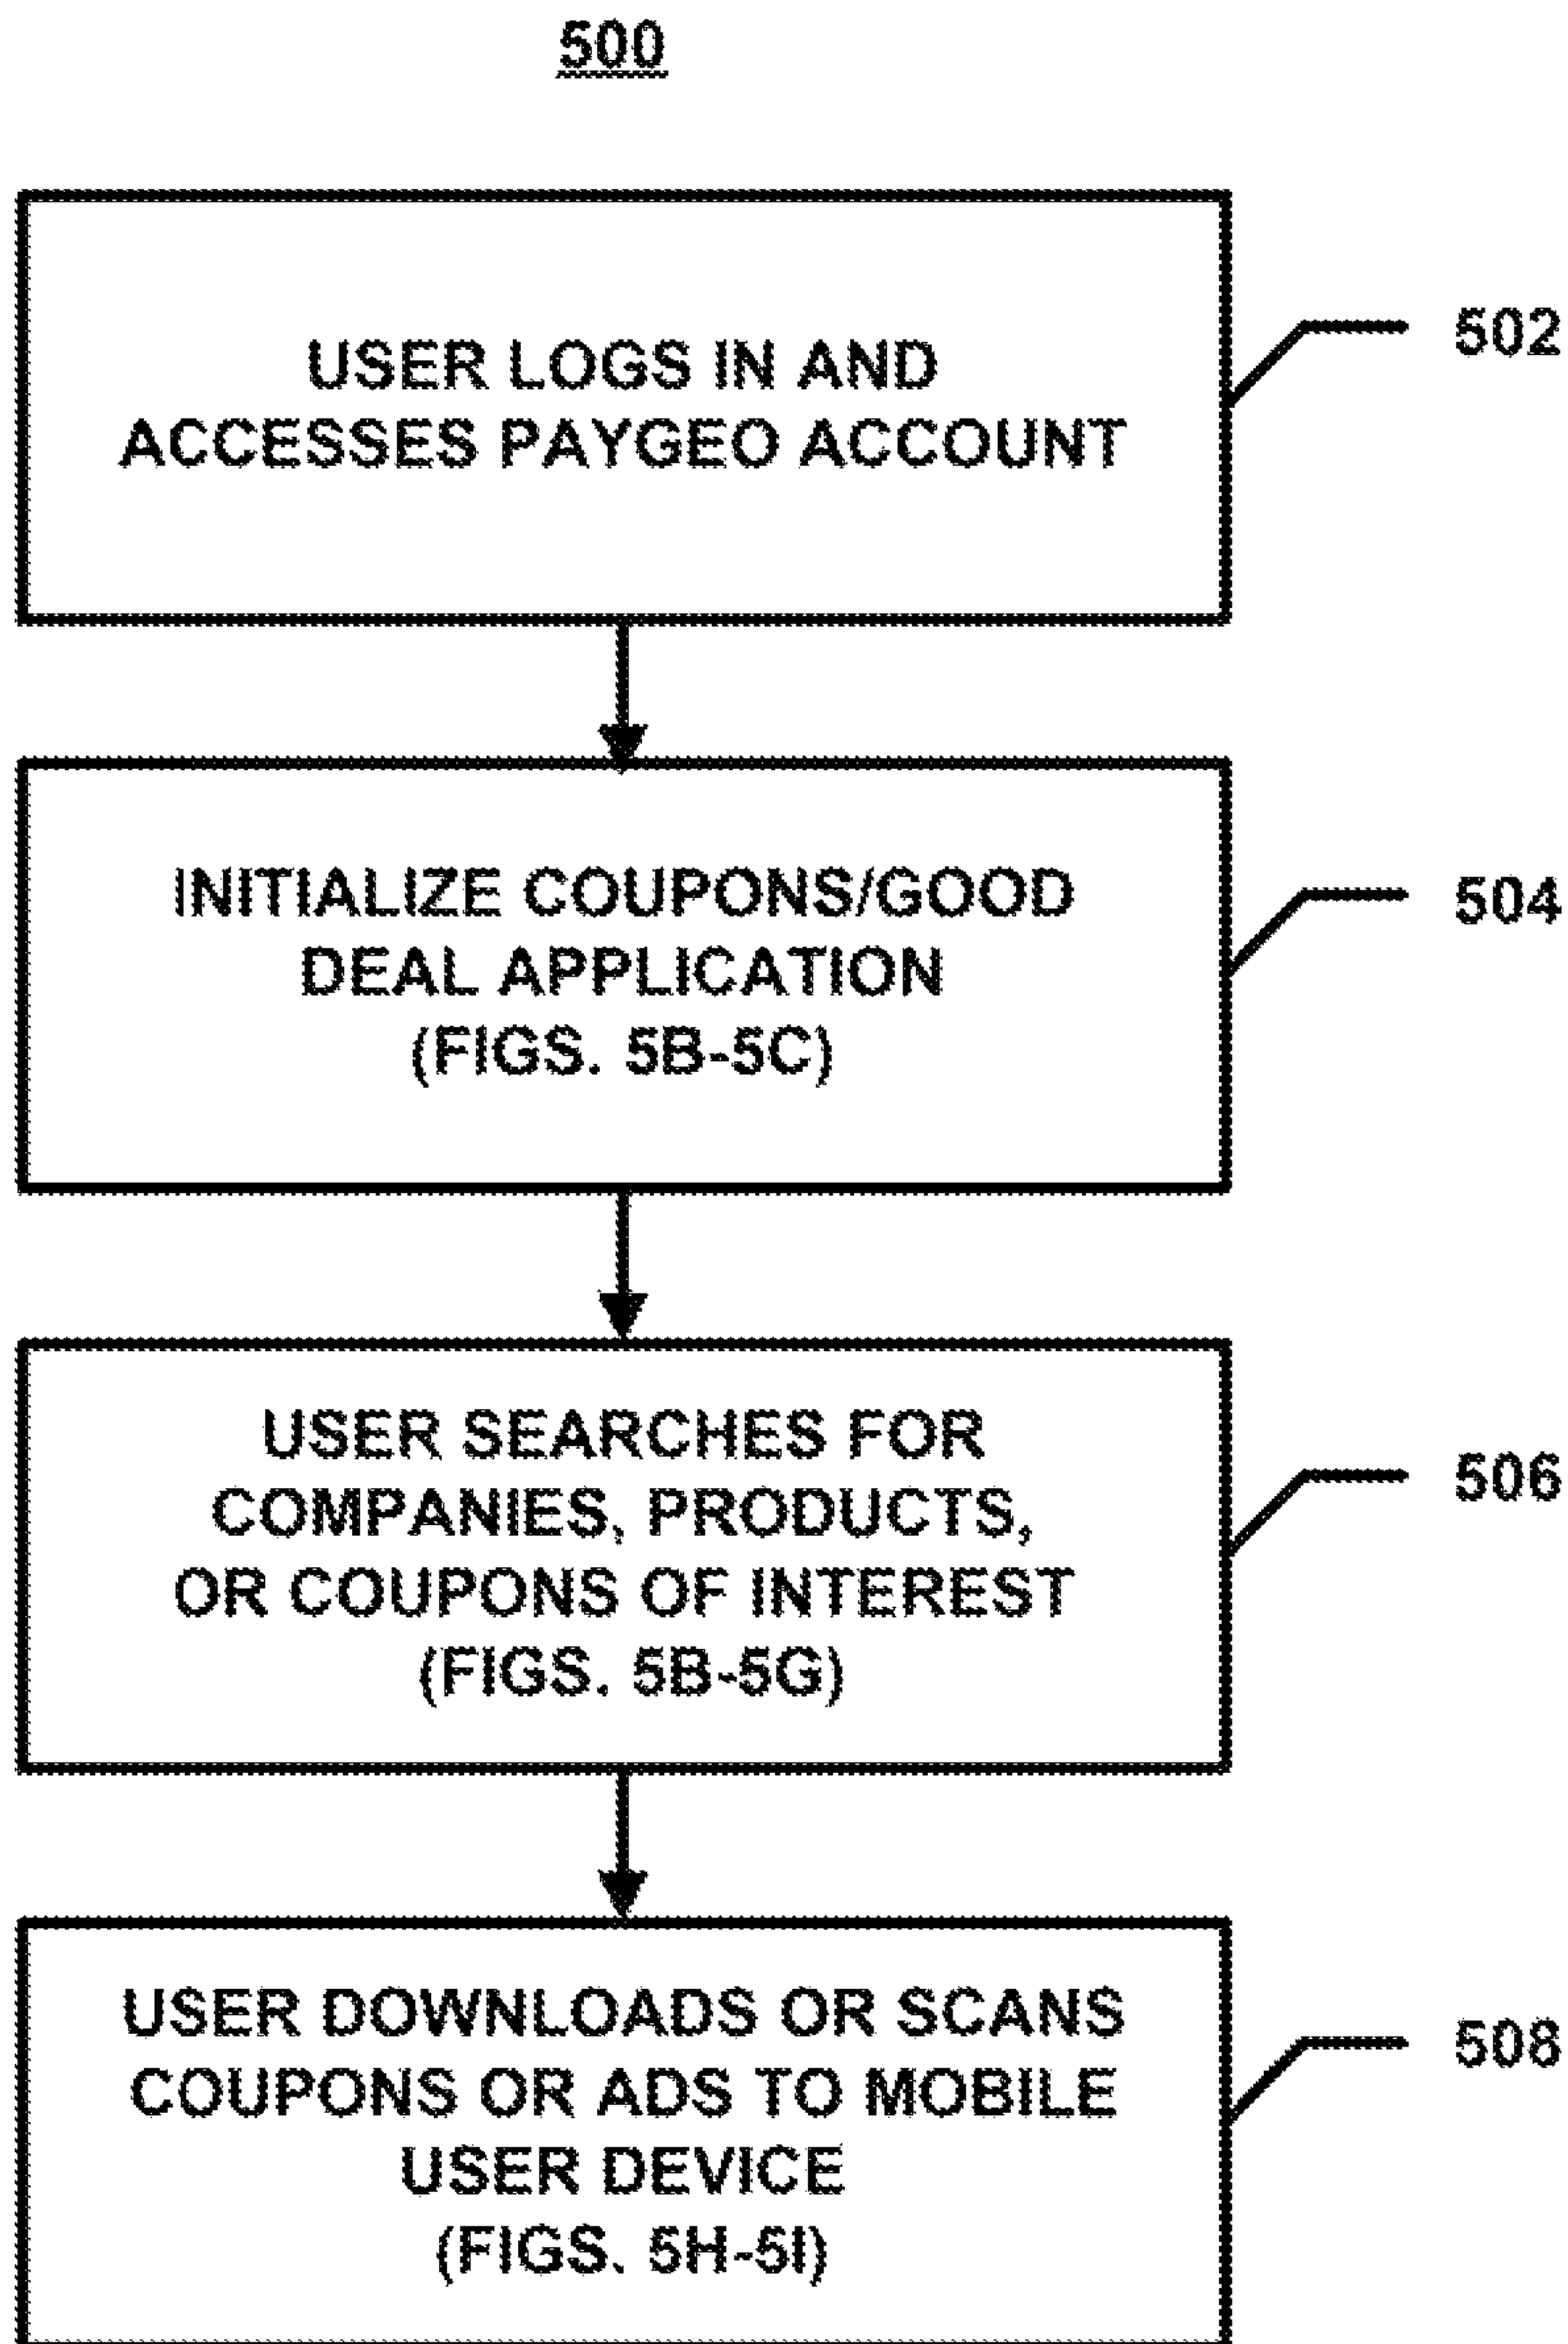 500
USER LOGS IN AND
ACCESSES PAYGEO ACCOUNT
502
INITIALIZE COUPONS/GOOD
DEAL APPLICATION
(FIGS. 5B-5C)
504
USER SEARCHES FOR
COMPANIES, PRODUCTS,
OR COUPONS OF INTEREST
(FIGS. 5B-5G)
506
USER DOWNLOADS OR SCANS
COUPONS OR ADS TO MOBILE
USER DEVICE
(FIGS. 5H-5I)
508